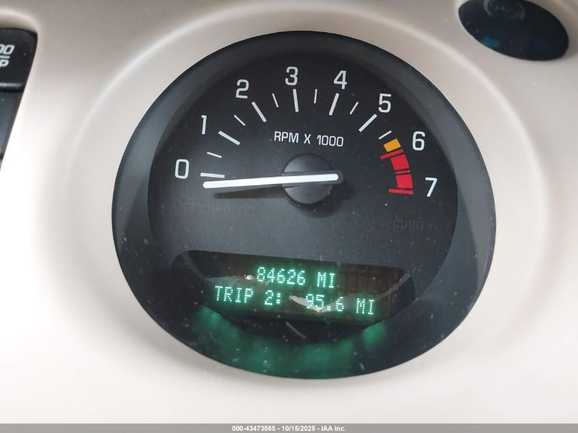 0 1 2 3 4 5 6 7
RPM X 1000
84626 MI
TRIP 2: 95.6 MI
000-43473565 - 10/15/2025 - IAA Inc.